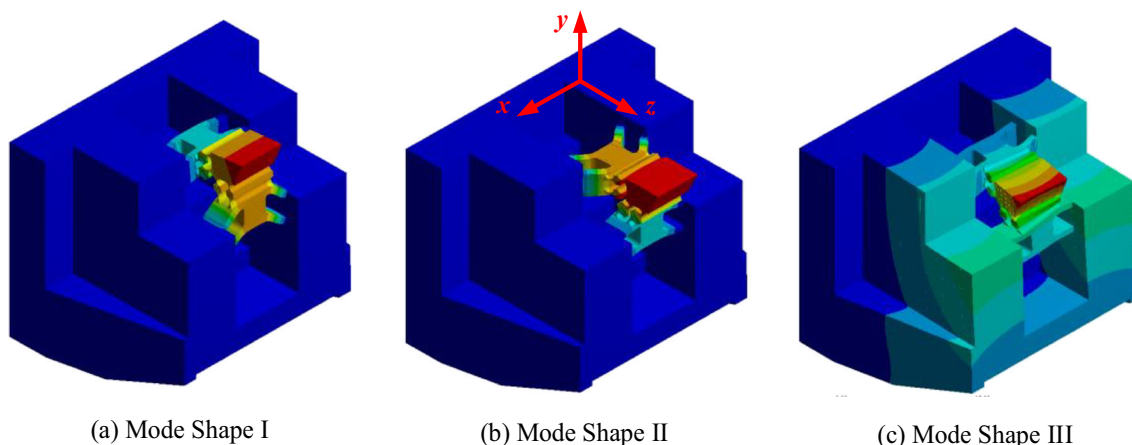 y
x
z
(a) Mode Shape I
(b) Mode Shape II
(c) Mode Shape III